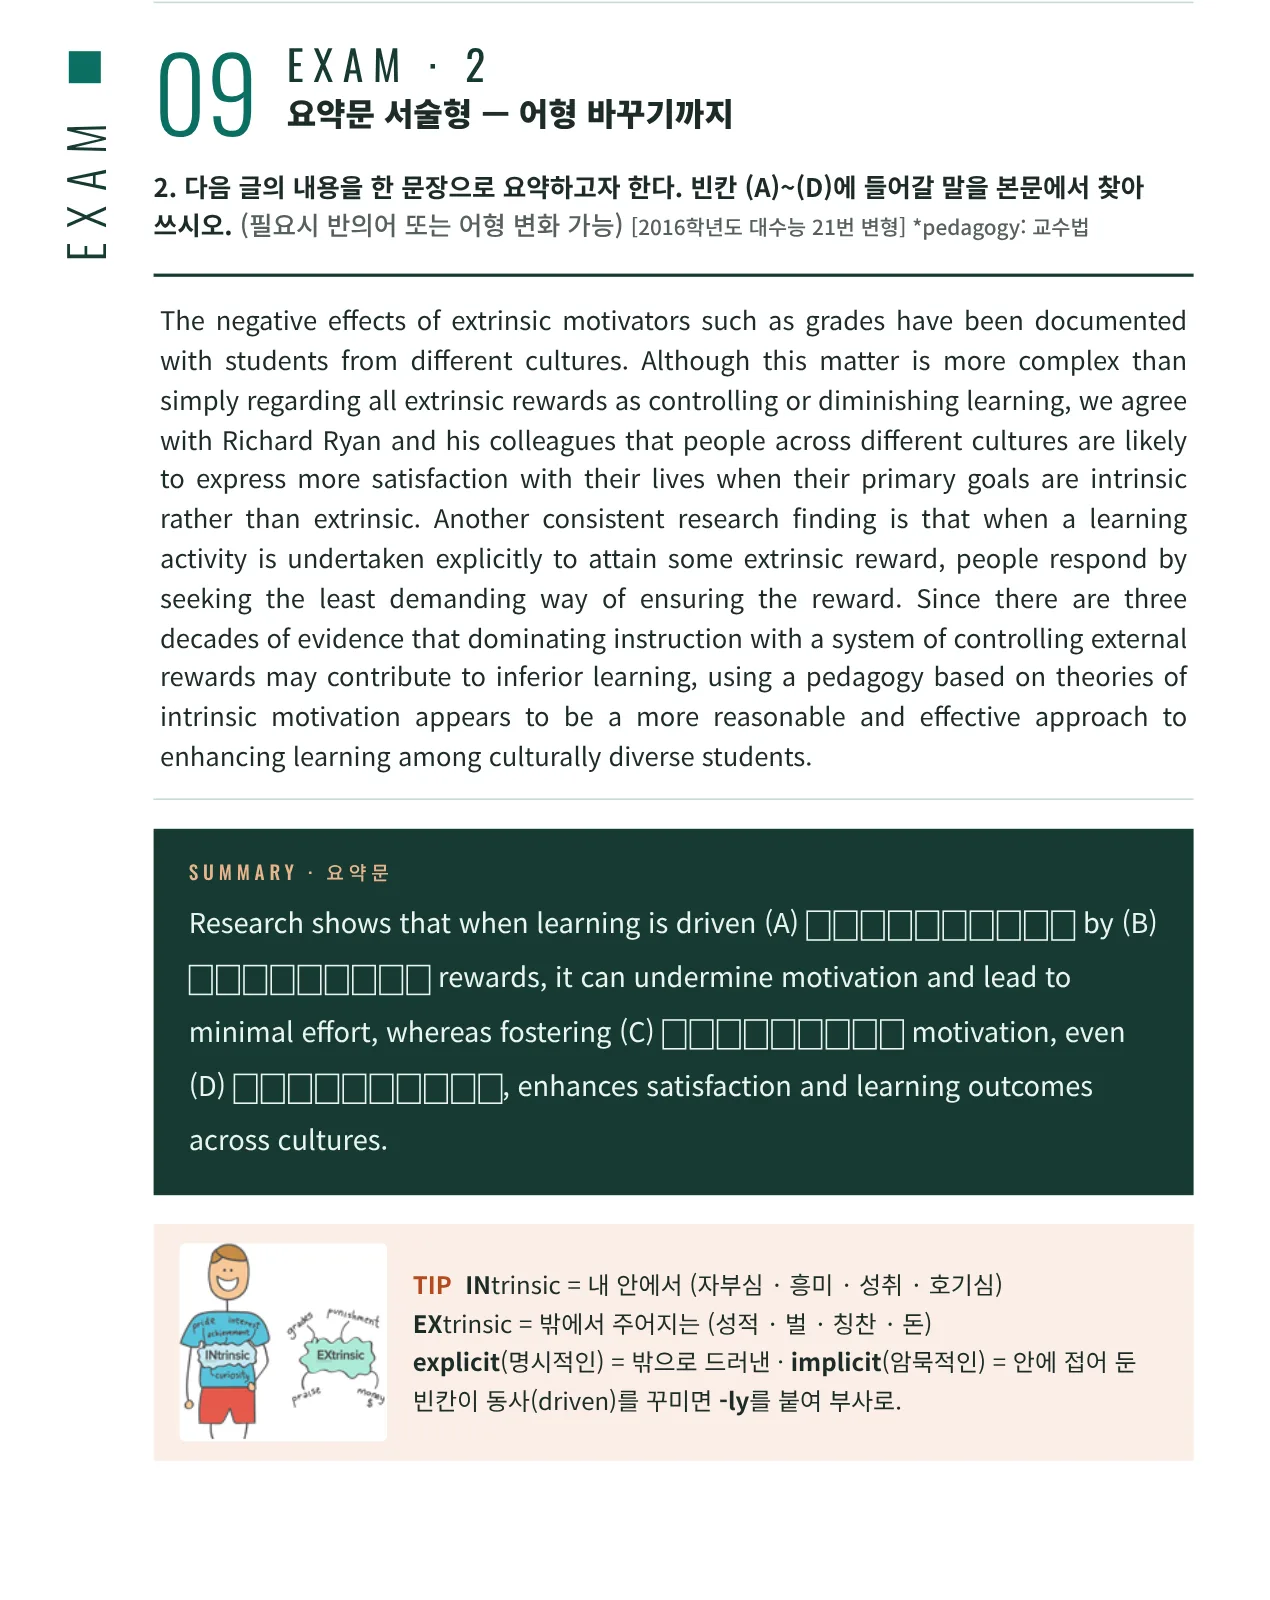 EXAM
09
EXAM · 2
요약문 서술형 — 어형 바꾸기까지
2. 다음 글의 내용을 한 문장으로 요약하고자 한다. 빈칸 (A)~(D)에 들어갈 말을 본문에서 찾아
쓰시오. (필요시 반의어 또는 어형 변화 가능) [2016학년도 대수능 21번 변형] *pedagogy: 교수법
The negative effects of extrinsic motivators such as grades have been documented
with students from different cultures. Although this matter is more complex than
simply regarding all extrinsic rewards as controlling or diminishing learning, we agree
with Richard Ryan and his colleagues that people across different cultures are likely
to express more satisfaction with their lives when their primary goals are intrinsic
rather than extrinsic. Another consistent research finding is that when a learning
activity is undertaken explicitly to attain some extrinsic reward, people respond by
seeking the least demanding way of ensuring the reward. Since there are three
decades of evidence that dominating instruction with a system of controlling external
rewards may contribute to inferior learning, using a pedagogy based on theories of
intrinsic motivation appears to be a more reasonable and effective approach to
enhancing learning among culturally diverse students.
SUMMARY · 요약문
Research shows that when learning is driven (A) □□□□□□□□□□ by (B)
□□□□□□□□□ rewards, it can undermine motivation and lead to
minimal effort, whereas fostering (C) □□□□□□□□□ motivation, even
(D) □□□□□□□□□□, enhances satisfaction and learning outcomes
across cultures.
pride interest
achievement
INtrinsic
curiosity
grades
punishment
EXtrinsic
praise
money
$
TIP INtrinsic = 내 안에서 (자부심 · 흥미 · 성취 · 호기심)
EXtrinsic = 밖에서 주어지는 (성적 · 벌 · 칭찬 · 돈)
explicit(명시적인) = 밖으로 드러낸 · implicit(암묵적인) = 안에 접어 둔
빈칸이 동사(driven)를 꾸미면 -ly를 붙여 부사로.